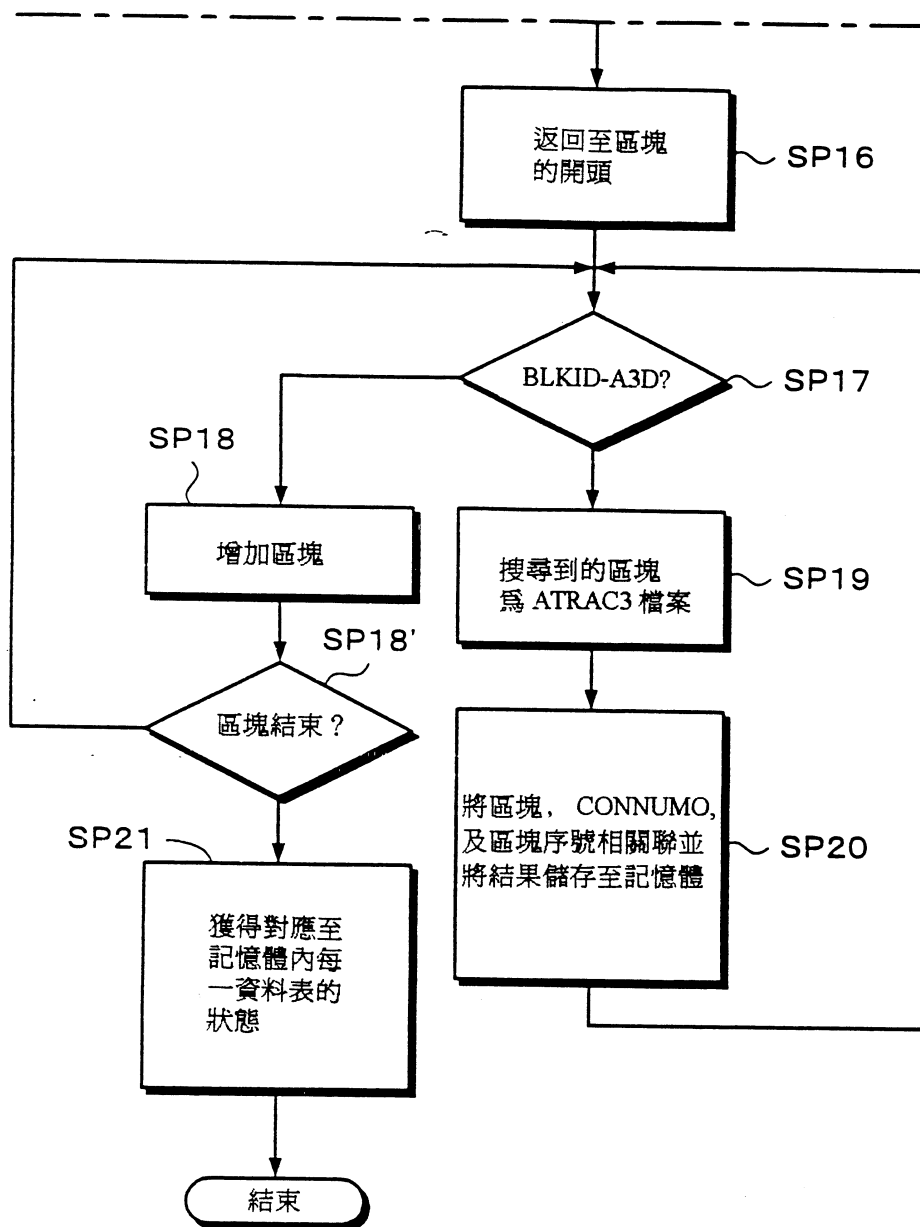 返回至區塊
的開頭
SP16
BLKID-A3D?
SP17
SP18
增加區塊
搜尋到的區塊
爲 ATRAC3 檔案
SP19
SP18'
區塊結束？
將區塊， CONNUMO,
及區塊序號相關聯並
將結果儲存至記憶體
SP20
SP21
獲得對應至
記憶體內每
一資料表的
狀態
結束